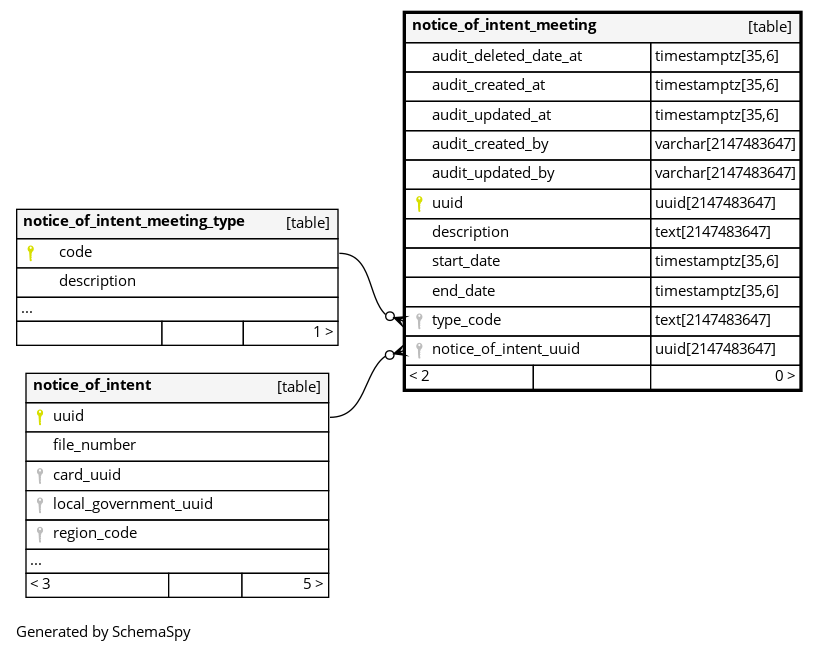 notice_of_intent_meeting [table]
audit_deleted_date_at timestamptz[35,6]
audit_created_at timestamptz[35,6]
audit_updated_at timestamptz[35,6]
audit_created_by varchar[2147483647]
audit_updated_by varchar[2147483647]
uuid uuid[2147483647]
description text[2147483647]
start_date timestamptz[35,6]
end_date timestamptz[35,6]
type_code text[2147483647]
notice_of_intent_uuid uuid[2147483647]
< 2 0 >
notice_of_intent_meeting_type [table]
code
description
...
1 >
notice_of_intent [table]
uuid
file_number
card_uuid
local_government_uuid
region_code
...
< 3 5 >
Generated by SchemaSpy